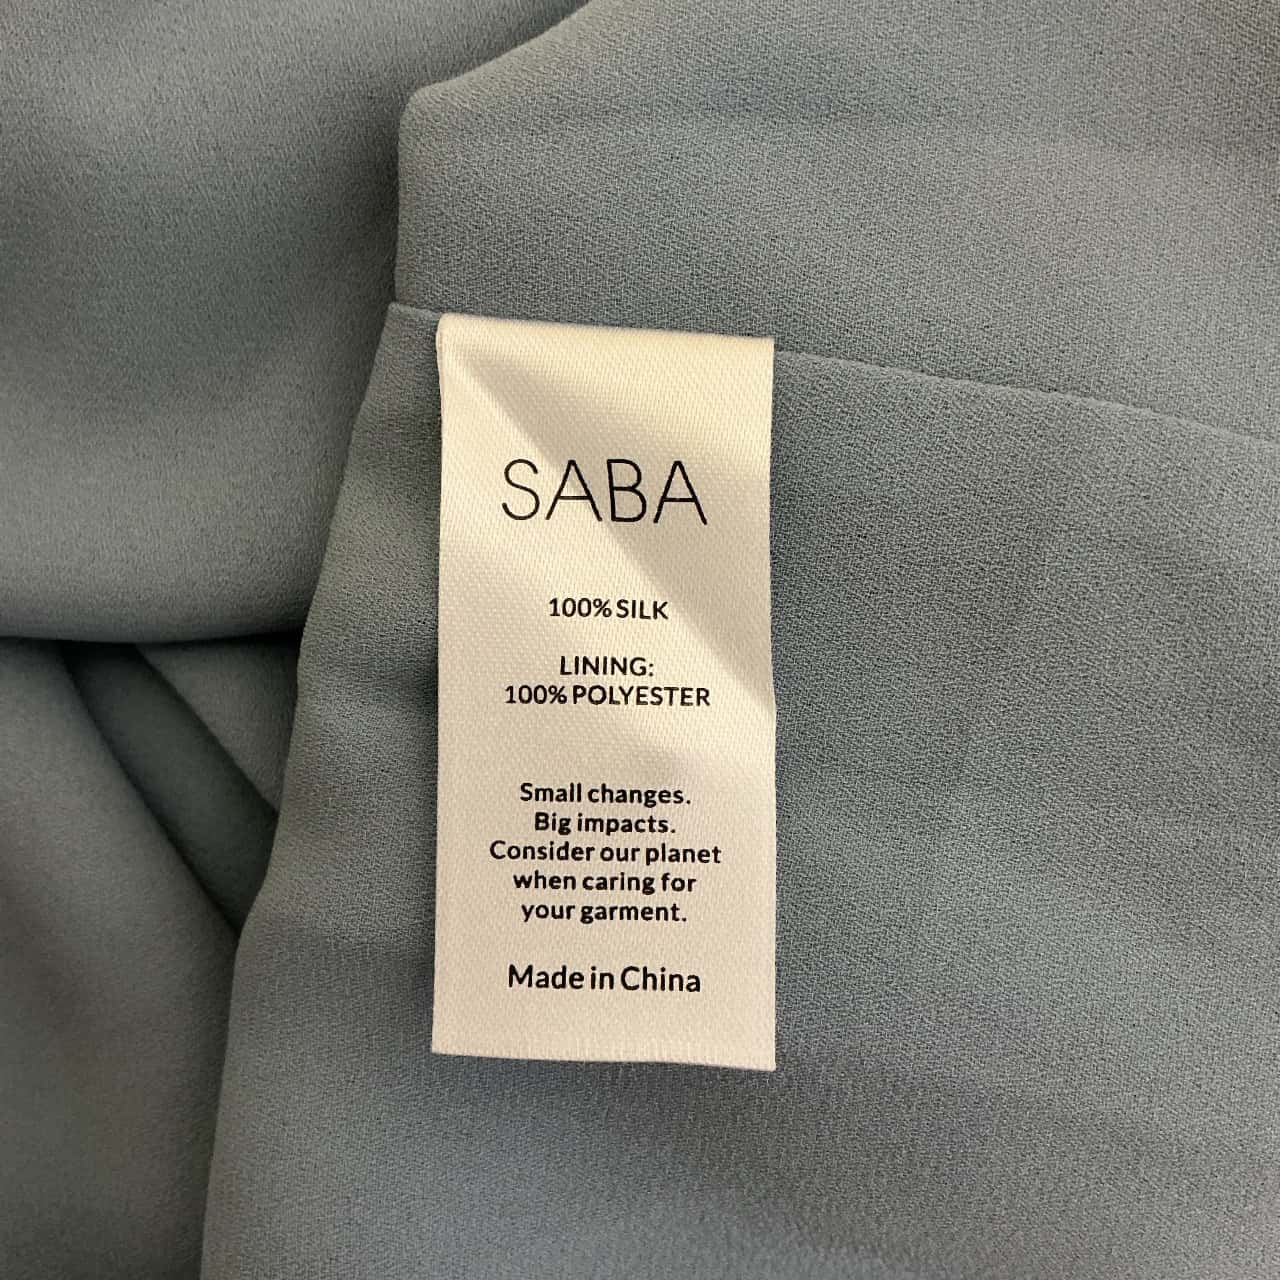 SABA
100% SILK
LINING:
100% POLYESTER
Small changes.
Big impacts.
Consider our planet
when caring for
your garment.
Made in China